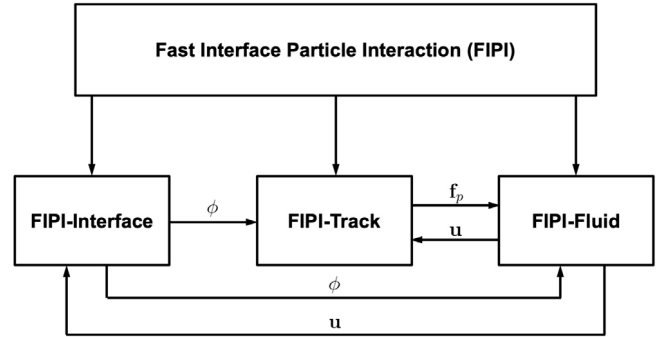 Fast Interface Particle Interaction (FIPI)
FIPI-Interface
ϕ
FIPI-Track
f_p
u
FIPI-Fluid
ϕ
u